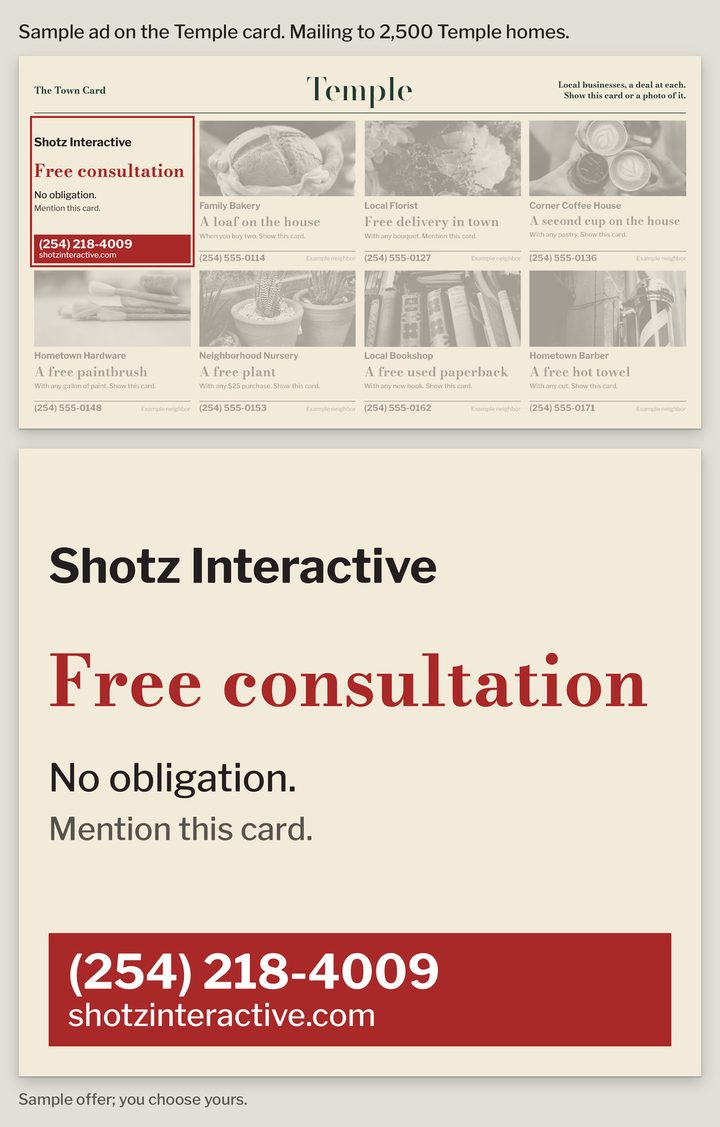 Sample ad on the Temple card. Mailing to 2,500 Temple homes.
The Town Card
Temple
Local businesses, a deal at each.
Show this card or a photo of it.
Shotz Interactive
Free consultation
No obligation.
Mention this card.
(254) 218-4009
shotzinteractive.com
Family Bakery
A loaf on the house
When you buy two. Show this card.
(254) 555-0114
Example neighbor
Local Florist
Free delivery in town
With any bouquet. Mention this card.
(254) 555-0127
Example neighbor
Corner Coffee House
A second cup on the house
With any pastry. Show this card.
(254) 555-0136
Example neighbor
Hometown Hardware
A free paintbrush
With any gallon of paint. Show this card.
(254) 555-0148
Example neighbor
Neighborhood Nursery
A free plant
With any $25 purchase. Show this card.
(254) 555-0153
Example neighbor
Local Bookshop
A free used paperback
With any new book. Show this card.
(254) 555-0162
Example neighbor
Hometown Barber
A free hot towel
With any cut. Show this card.
(254) 555-0171
Example neighbor
Shotz Interactive
Free consultation
No obligation.
Mention this card.
(254) 218-4009
shotzinteractive.com
Sample offer; you choose yours.